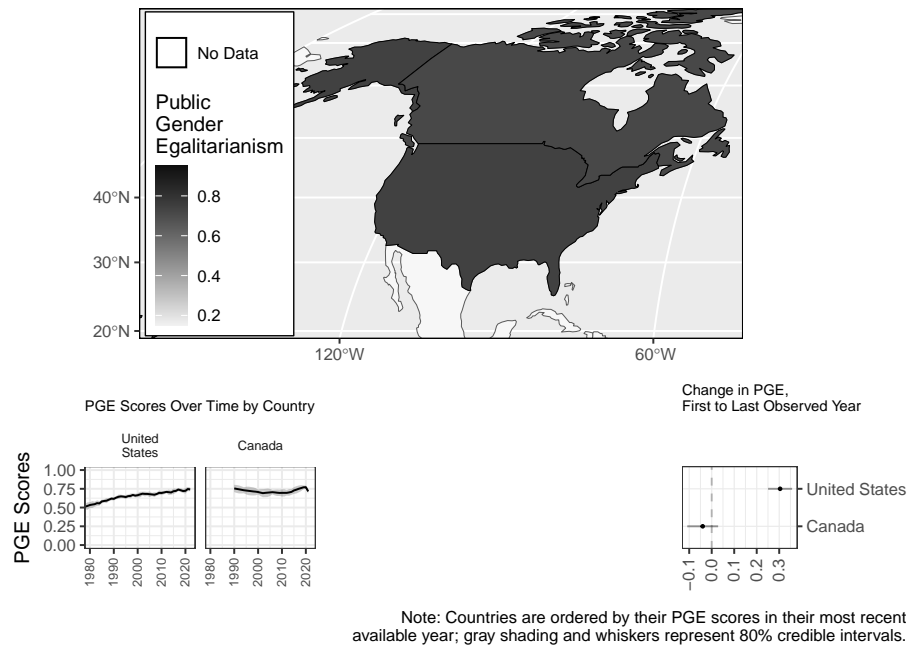 No Data
Public
Gender
Egalitarianism
0.8
0.6
0.4
0.2
40°N
30°N
20°N
120°W
60°W
PGE Scores Over Time by Country
United
States
Canada
PGE Scores
1.00
0.75
0.50
0.25
0.00
1980
1990
2000
2010
2020
1980
1990
2000
2010
2020
Change in PGE,
First to Last Observed Year
United States
Canada
−0.1
0.0
0.1
0.2
0.3
Note: Countries are ordered by their PGE scores in their most recent
available year; gray shading and whiskers represent 80% credible intervals.